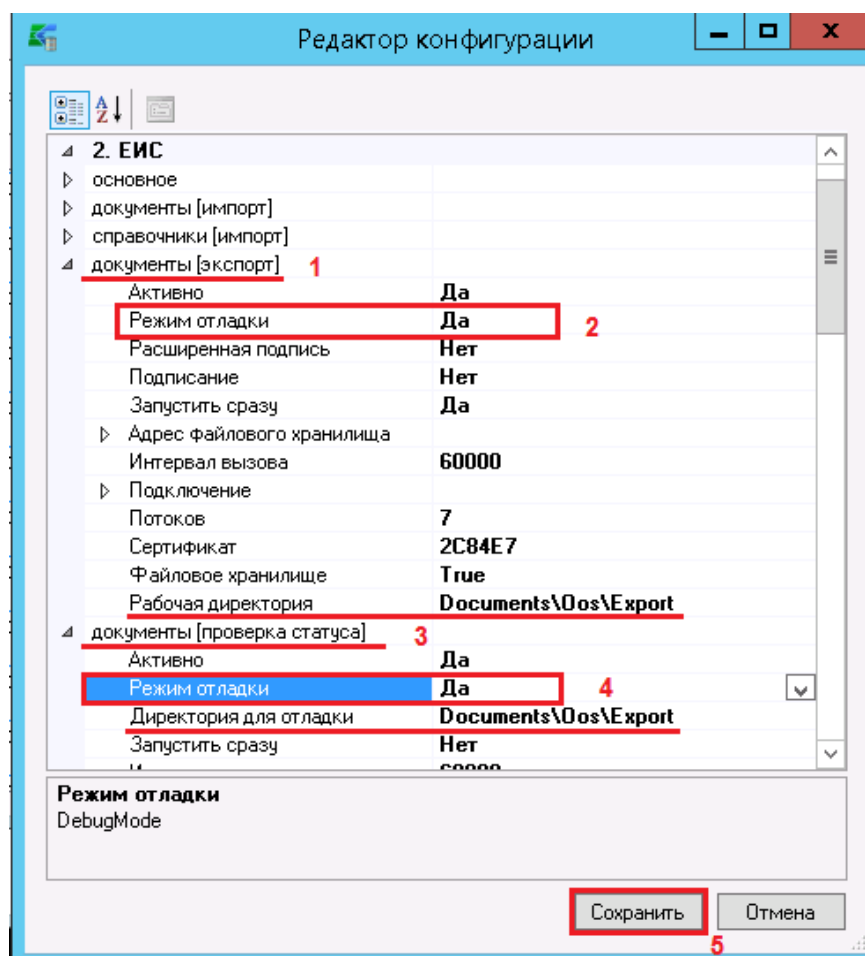 Редактор конфигурации
2. ЕИС
основное
документы [импорт]
справочники [импорт]
документы [экспорт] 1
Активно Да
Режим отладки Да 2
Расширенная подпись Нет
Подписание Нет
Запустить сразу Да
Адрес файлового хранилища
Интервал вызова 60000
Подключение
Потоков 7
Сертификат 2C84E7
Файловое хранилище True
Рабочая директория Documents\Oos\Export
документы [проверка статуса] 3
Активно Да
Режим отладки Да 4
Директория для отладки Documents\Oos\Export
Запустить сразу Нет
Режим отладки
DebugMode
Сохранить Отмена
5